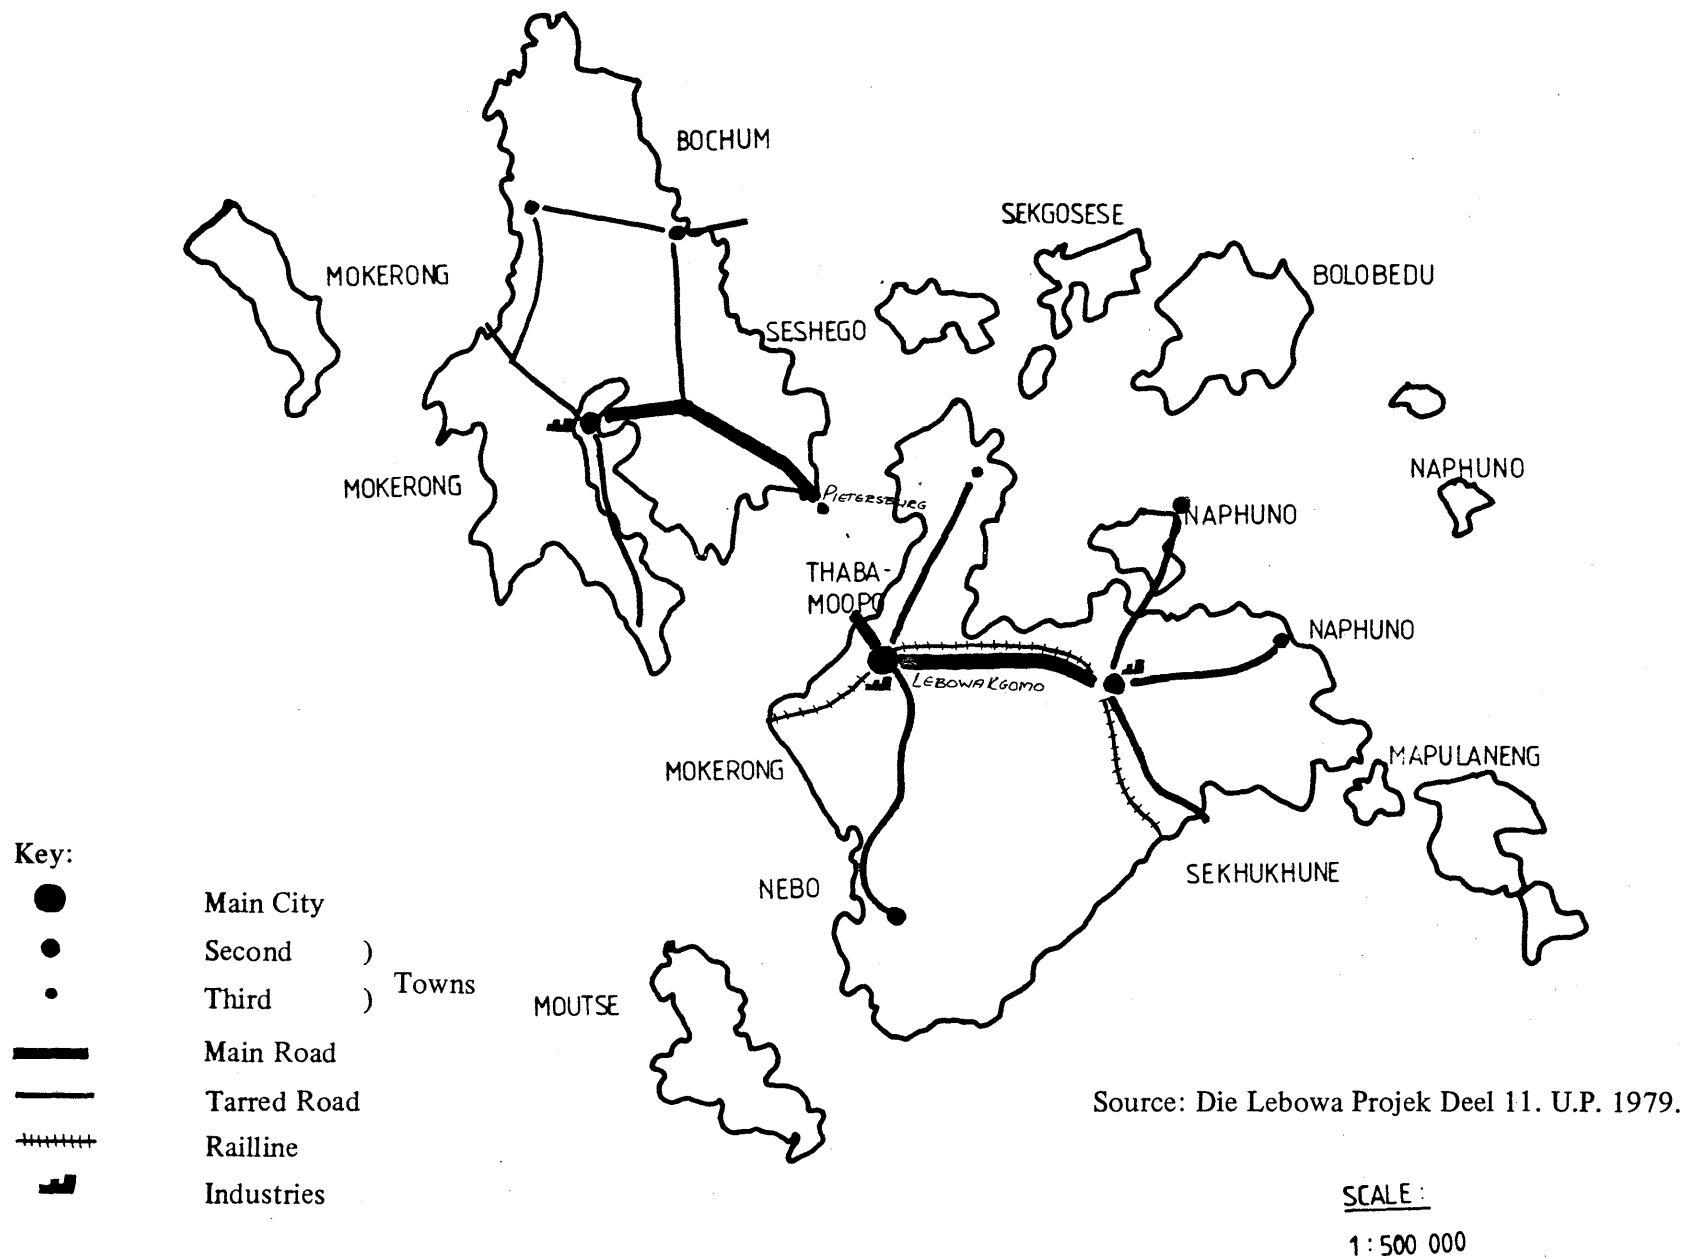 BOCHUM
SEKGOSESE
MOKERONG
BOLOBEDU
SESHEGO
NAPHUNO
MOKERONG
PIETERSBURG
NAPHUNO
THABA-
MOOPO
NAPHUNO
LEBOWAKGOMO
MAPULANENG
MOKERONG
Key:
SEKHUKHUNE
NEBO
Main City
Second )
Towns
Third )
MOUTSE
Main Road
Tarred Road
Source: Die Lebowa Projek Deel 11. U.P. 1979.
Railline
Industries
SCALE:
1:500 000